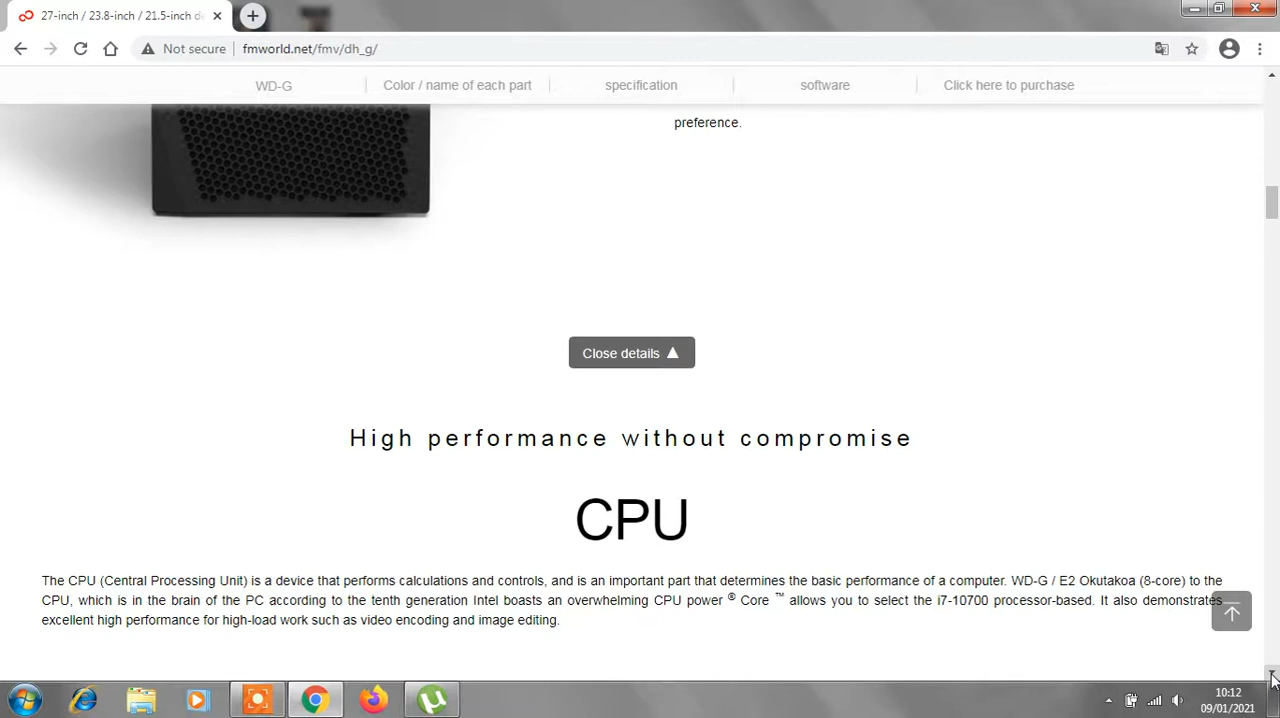 27-inch / 23.8-inch / 21.5-inch de
Not secure
fmworld.net/fmv/dh_g/
WD-G
Color / name of each part
specification
software
Click here to purchase
preference.
Close details ▲
High performance without compromise
CPU
The CPU (Central Processing Unit) is a device that performs calculations and controls, and is an important part that determines the basic performance of a computer. WD-G / E2 Okutakoa (8-core) to the
CPU, which is in the brain of the PC according to the tenth generation Intel boasts an overwhelming CPU power ® Core ™ allows you to select the i7-10700 processor-based. It also demonstrates
excellent high performance for high-load work such as video encoding and image editing.
10:12
09/01/2021